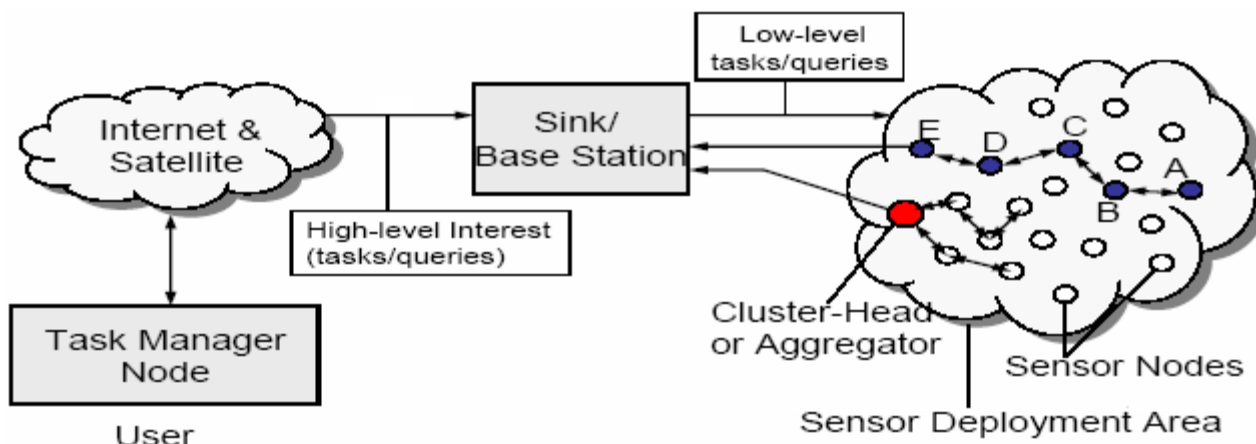 Low-level
tasks/queries
Internet &
Satellite
Sink/
Base Station
E
D
C
A
B
High-level Interest
(tasks/queries)
Task Manager
Node
User
Cluster-Head
or Aggregator
Sensor Nodes
Sensor Deployment Area